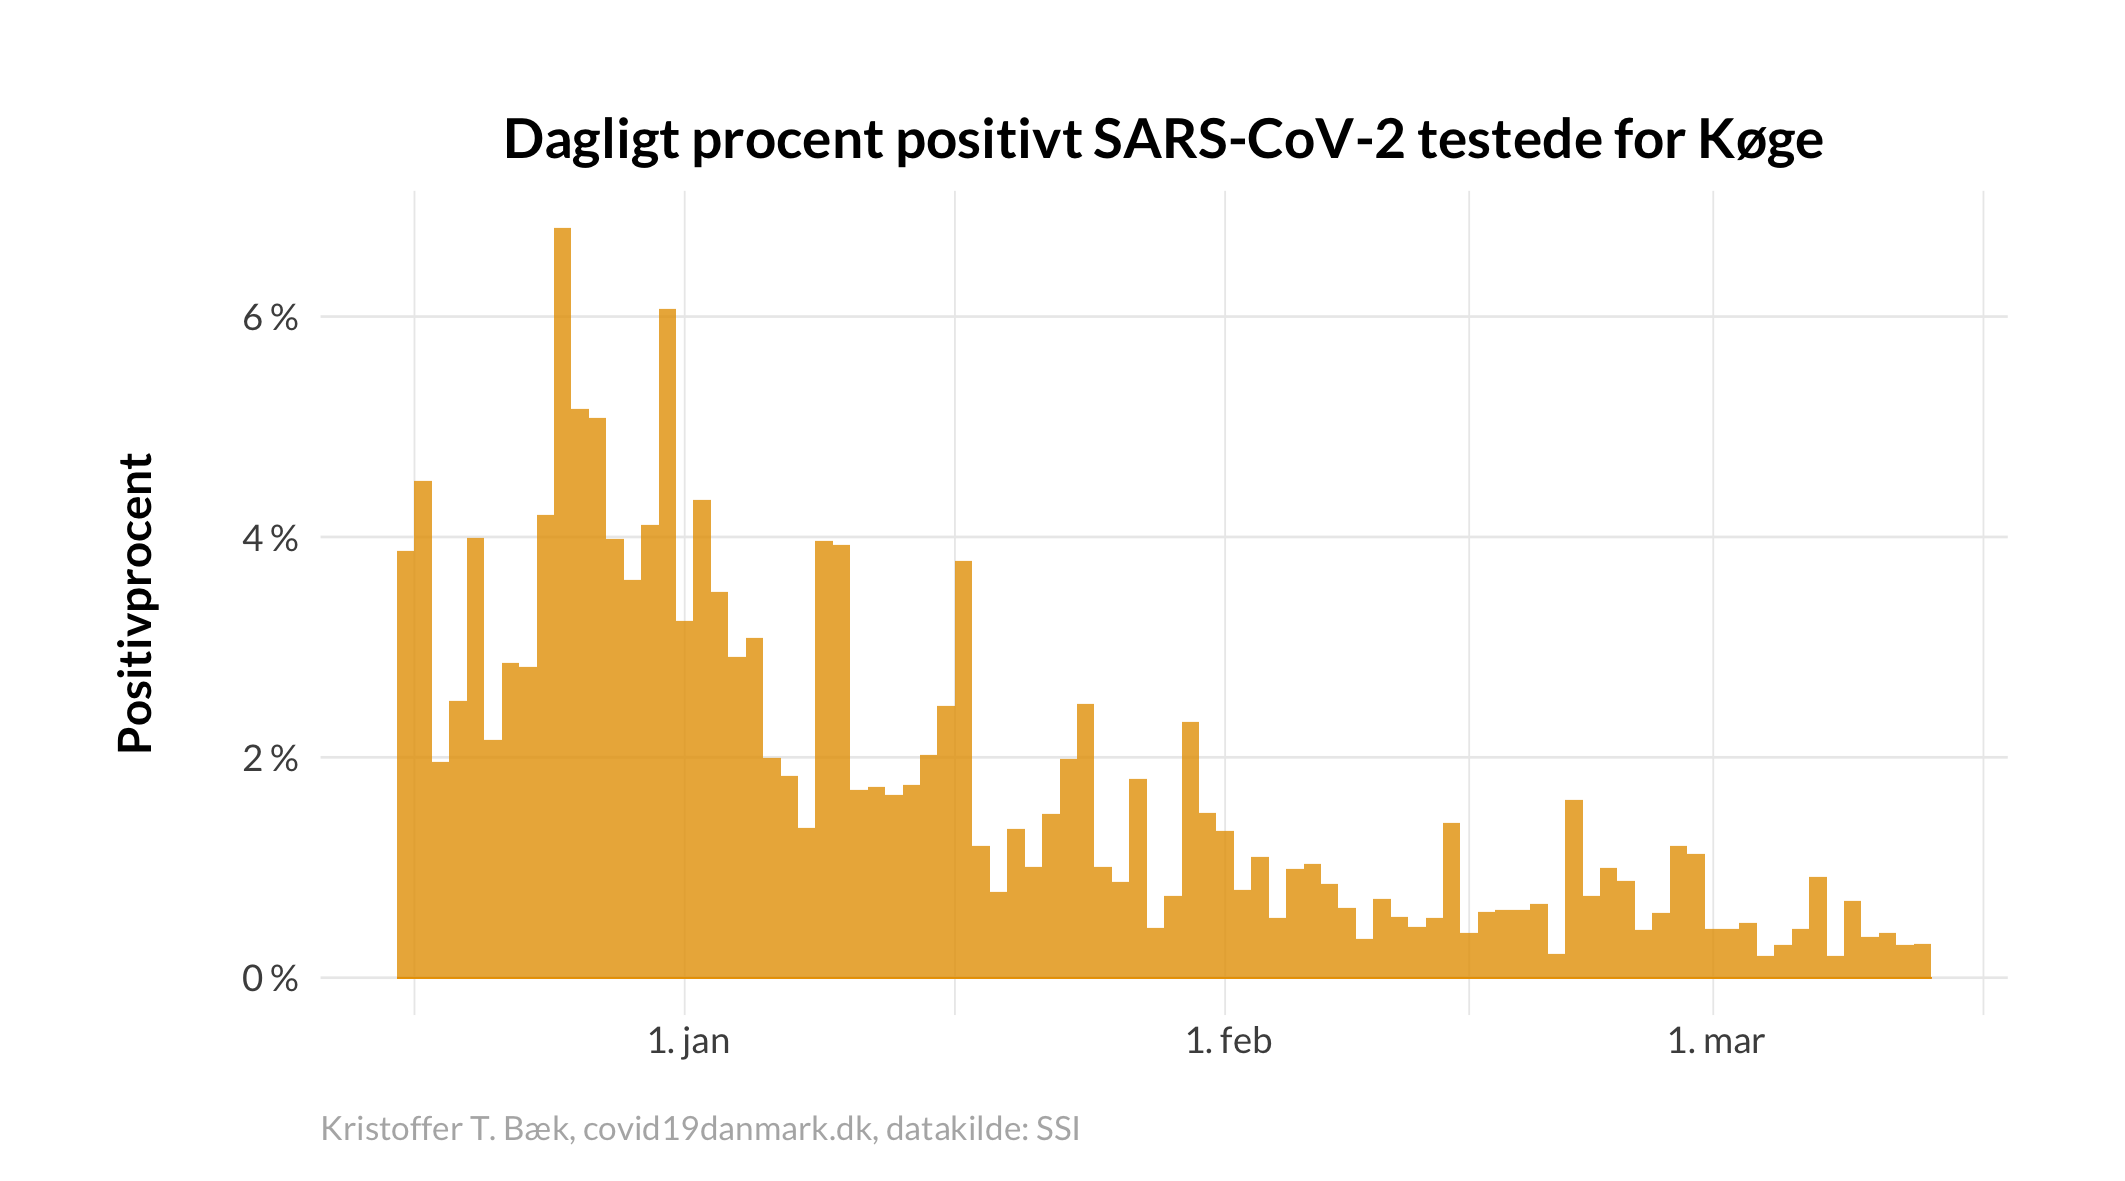 Dagligt procent positivt SARS-CoV-2 testede for Køge
Positivprocent
6 %
4 %
2 %
0 %
1. jan
1. feb
1. mar
Kristoffer T. Bæk, covid19danmark.dk, datakilde: SSI